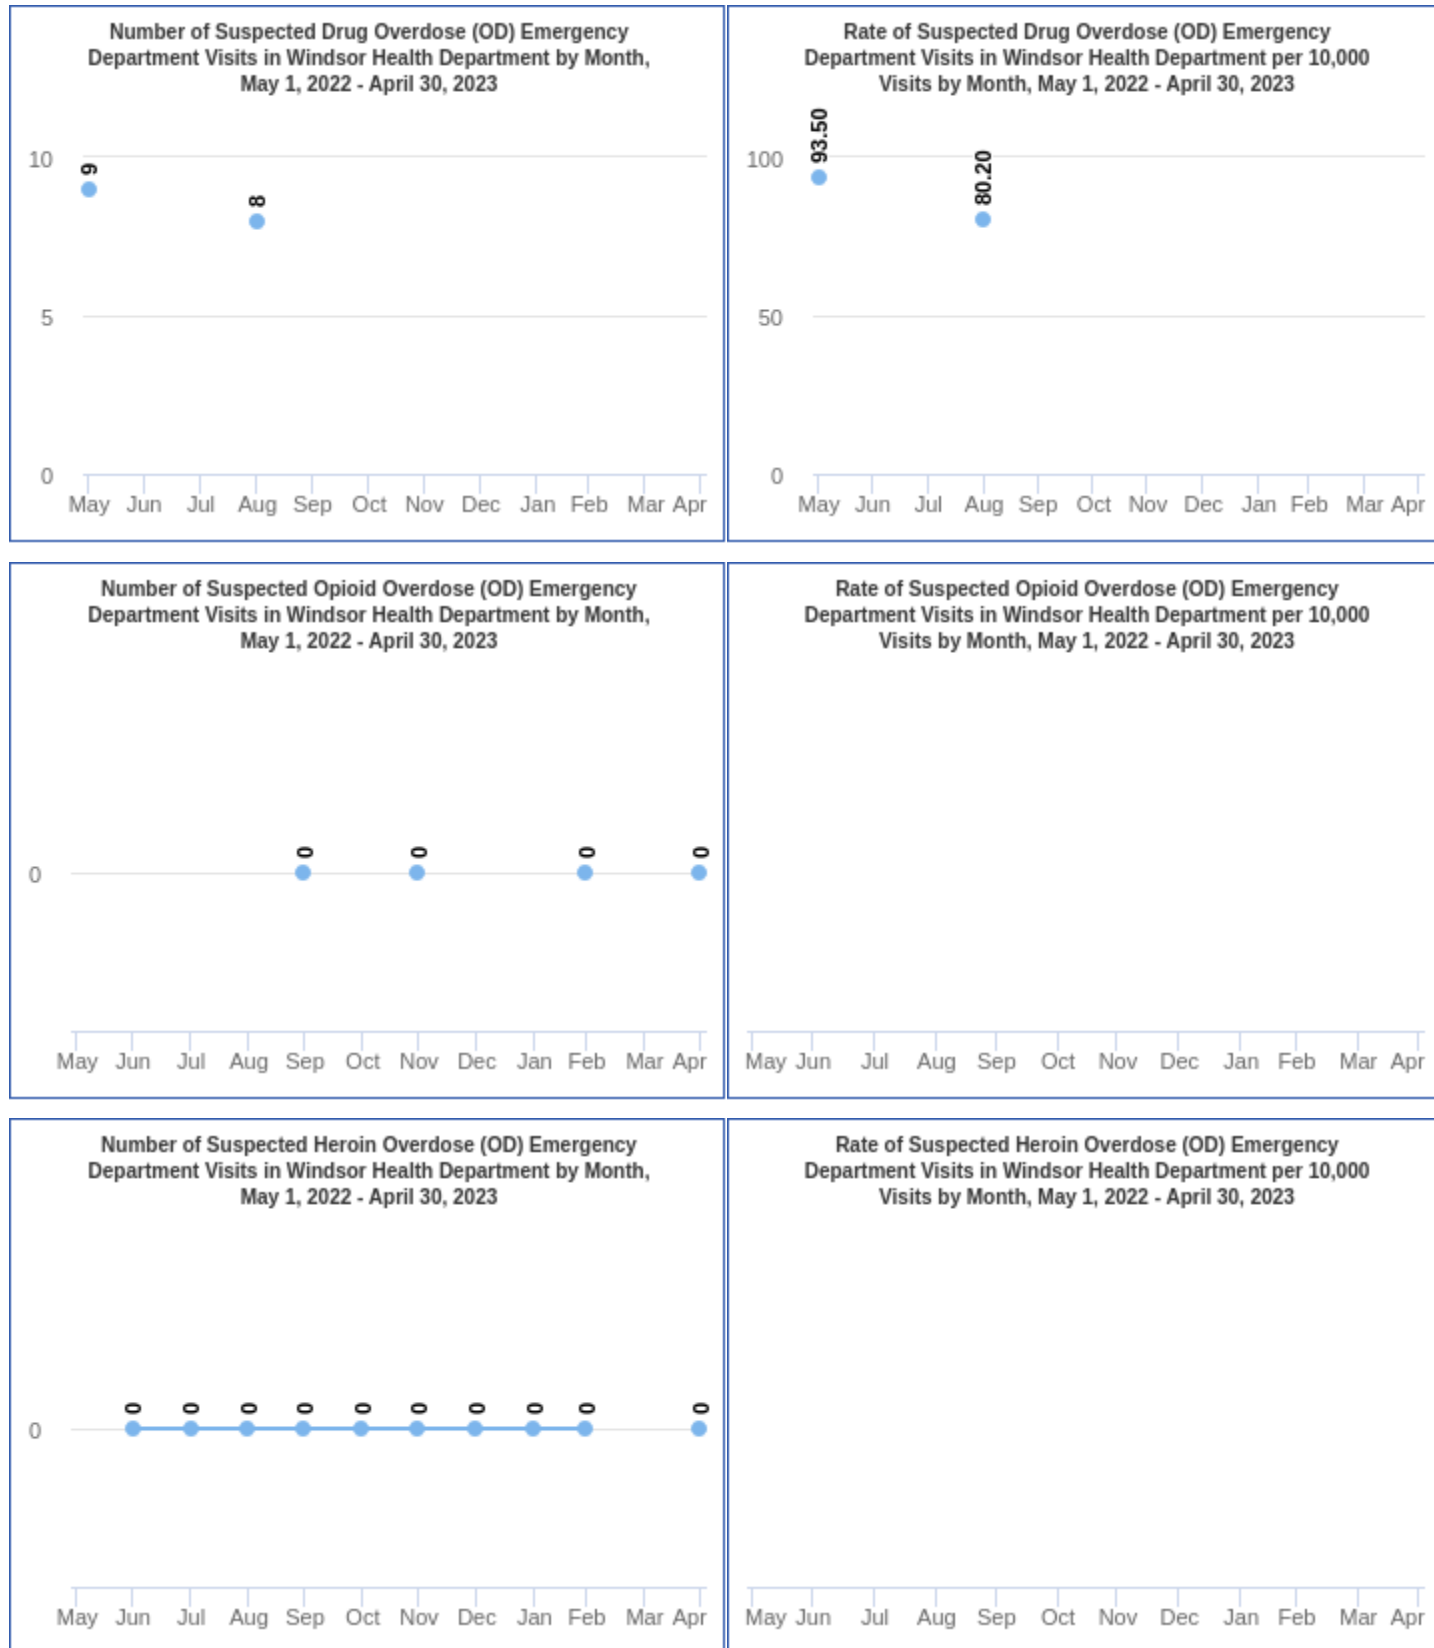 Number of Suspected Drug Overdose (OD) Emergency
Department Visits in Windsor Health Department by Month,
May 1, 2022 - April 30, 2023
10
5
0
9
8
May Jun Jul Aug Sep Oct Nov Dec Jan Feb Mar Apr
Rate of Suspected Drug Overdose (OD) Emergency
Department Visits in Windsor Health Department per 10,000
Visits by Month, May 1, 2022 - April 30, 2023
100
50
0
93.50
80.20
May Jun Jul Aug Sep Oct Nov Dec Jan Feb Mar Apr
Number of Suspected Opioid Overdose (OD) Emergency
Department Visits in Windsor Health Department by Month,
May 1, 2022 - April 30, 2023
0
0 0 0 0
May Jun Jul Aug Sep Oct Nov Dec Jan Feb Mar Apr
Rate of Suspected Opioid Overdose (OD) Emergency
Department Visits in Windsor Health Department per 10,000
Visits by Month, May 1, 2022 - April 30, 2023
May Jun Jul Aug Sep Oct Nov Dec Jan Feb Mar Apr
Number of Suspected Heroin Overdose (OD) Emergency
Department Visits in Windsor Health Department by Month,
May 1, 2022 - April 30, 2023
0
0 0 0 0 0 0 0 0 0 0
May Jun Jul Aug Sep Oct Nov Dec Jan Feb Mar Apr
Rate of Suspected Heroin Overdose (OD) Emergency
Department Visits in Windsor Health Department per 10,000
Visits by Month, May 1, 2022 - April 30, 2023
May Jun Jul Aug Sep Oct Nov Dec Jan Feb Mar Apr